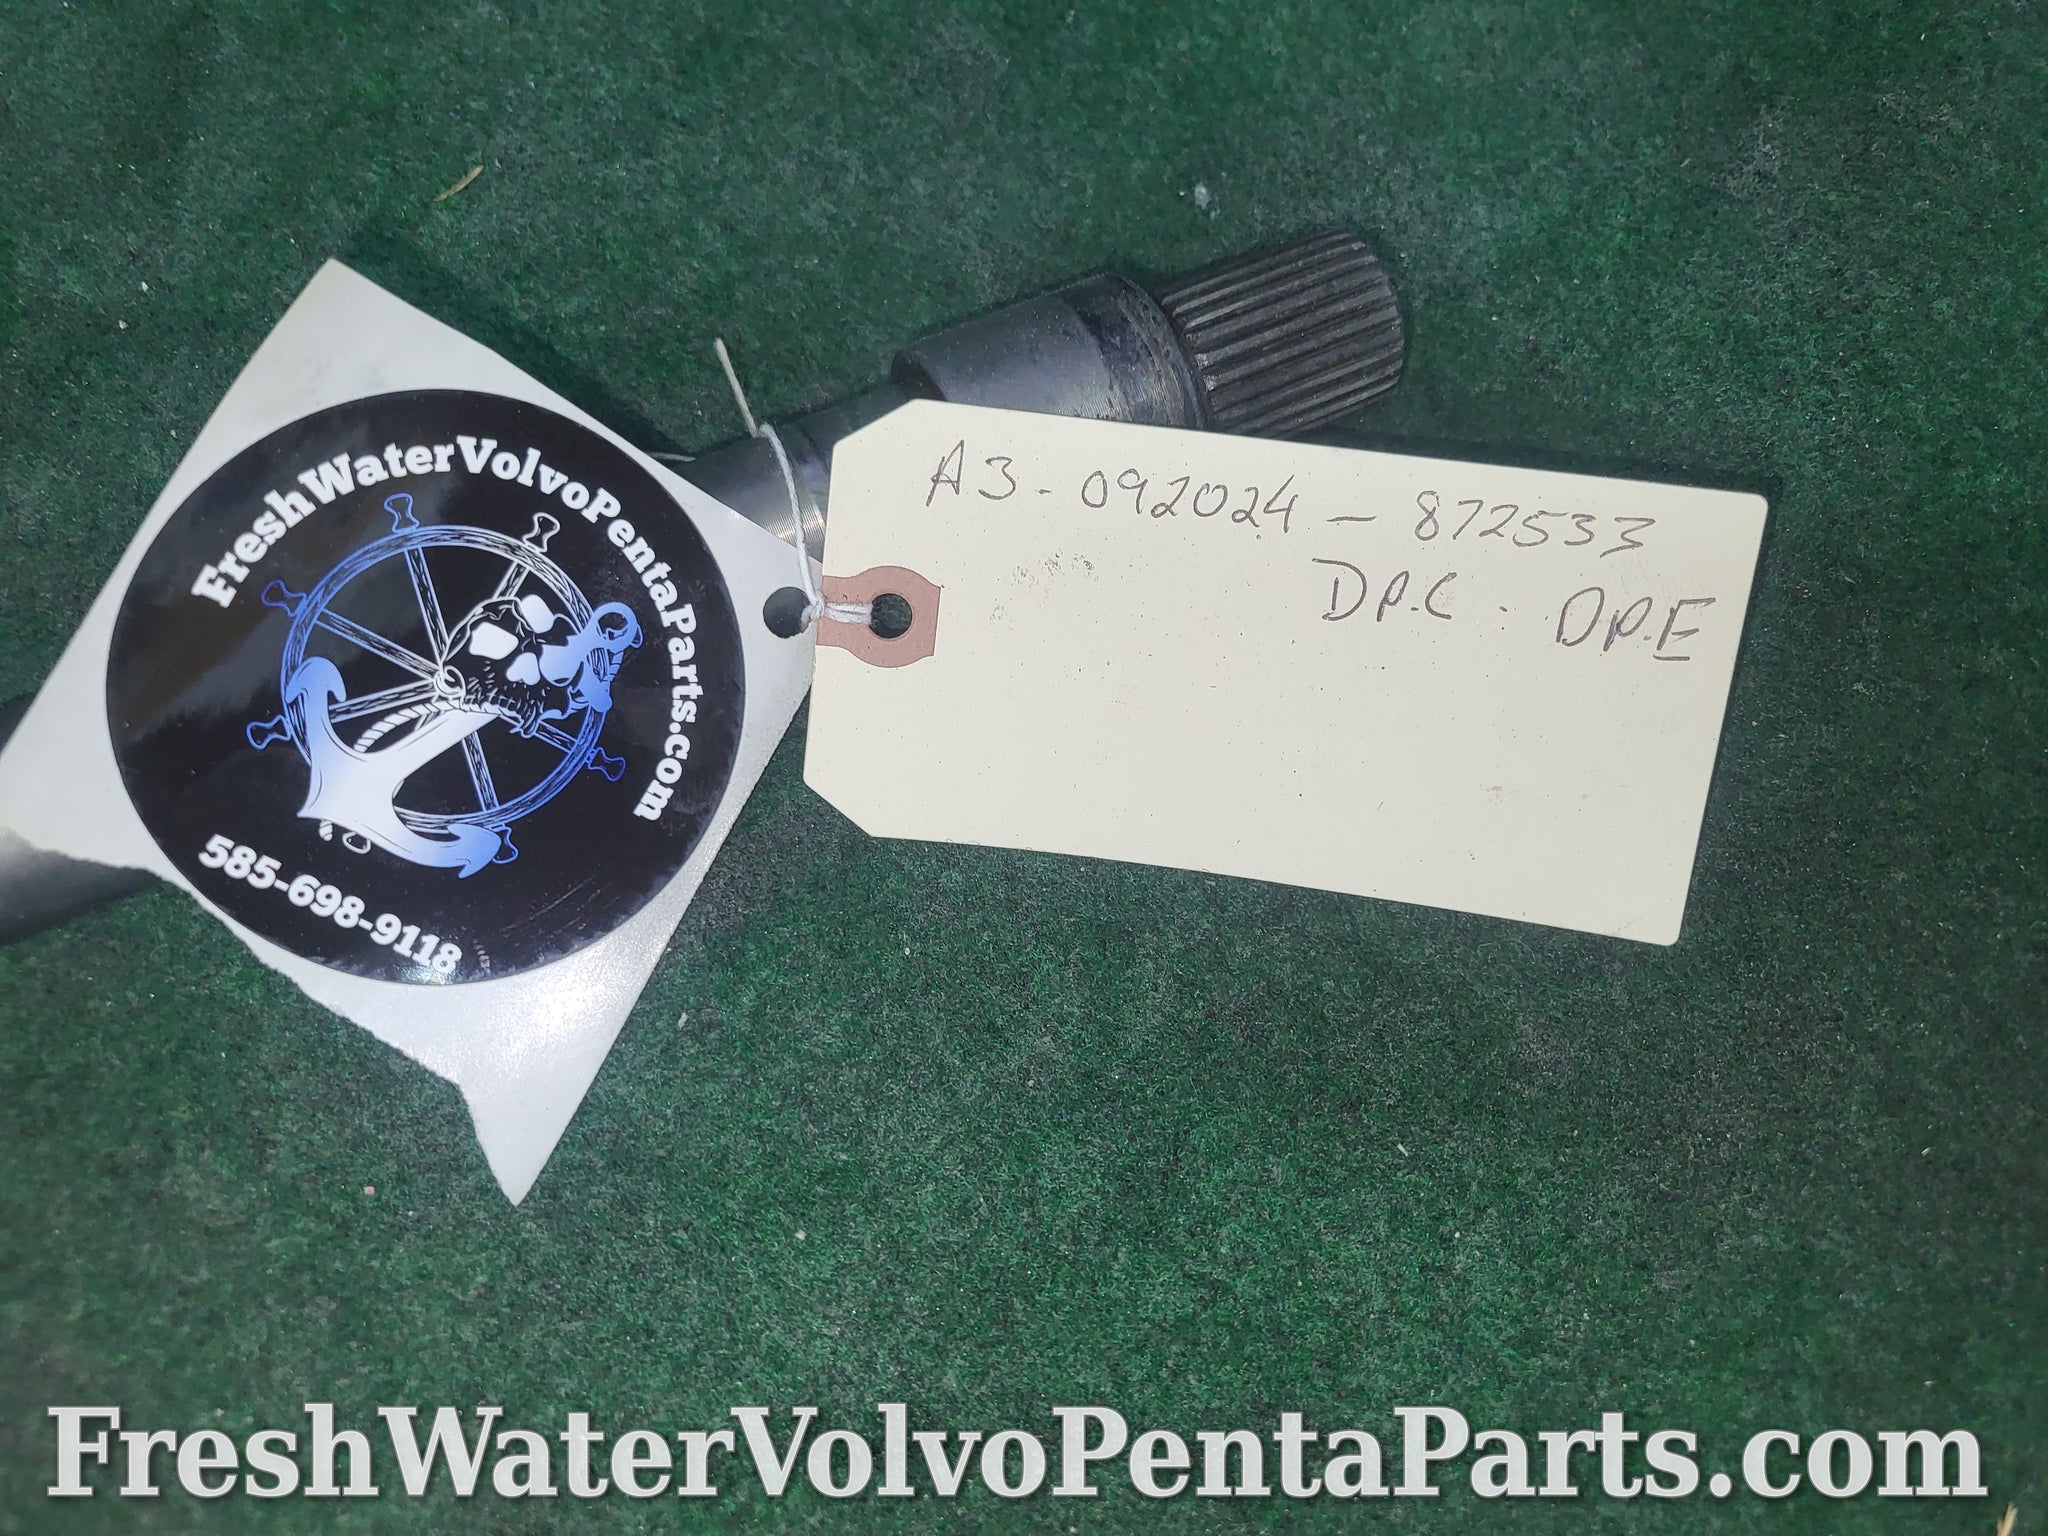 FreshWaterVolvoPentaParts.com
585-698-9118
A3-092024-872533
DP.C. DP.E
FreshWaterVolvoPentaParts.com